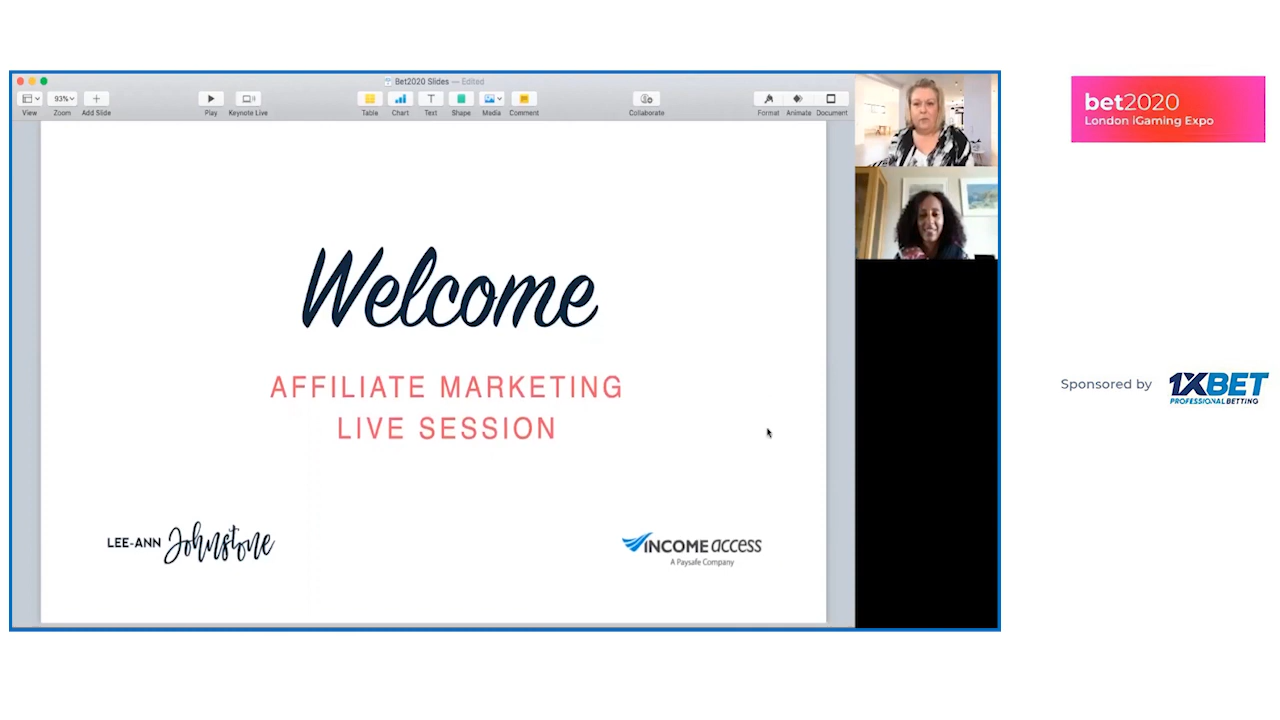 Bet2020 Slides — Edited
93%
View
Zoom
Add Slide
Play
Keynote Live
Table
Chart
Text
Shape
Media
Comment
Collaborate
Format
Animate
Document
Welcome
AFFILIATE MARKETING
LIVE SESSION
LEE-ANN Johnstone
INCOME access
A Paysafe Company
bet2020
London iGaming Expo
Sponsored by
1XBET
PROFESSIONAL BETTING